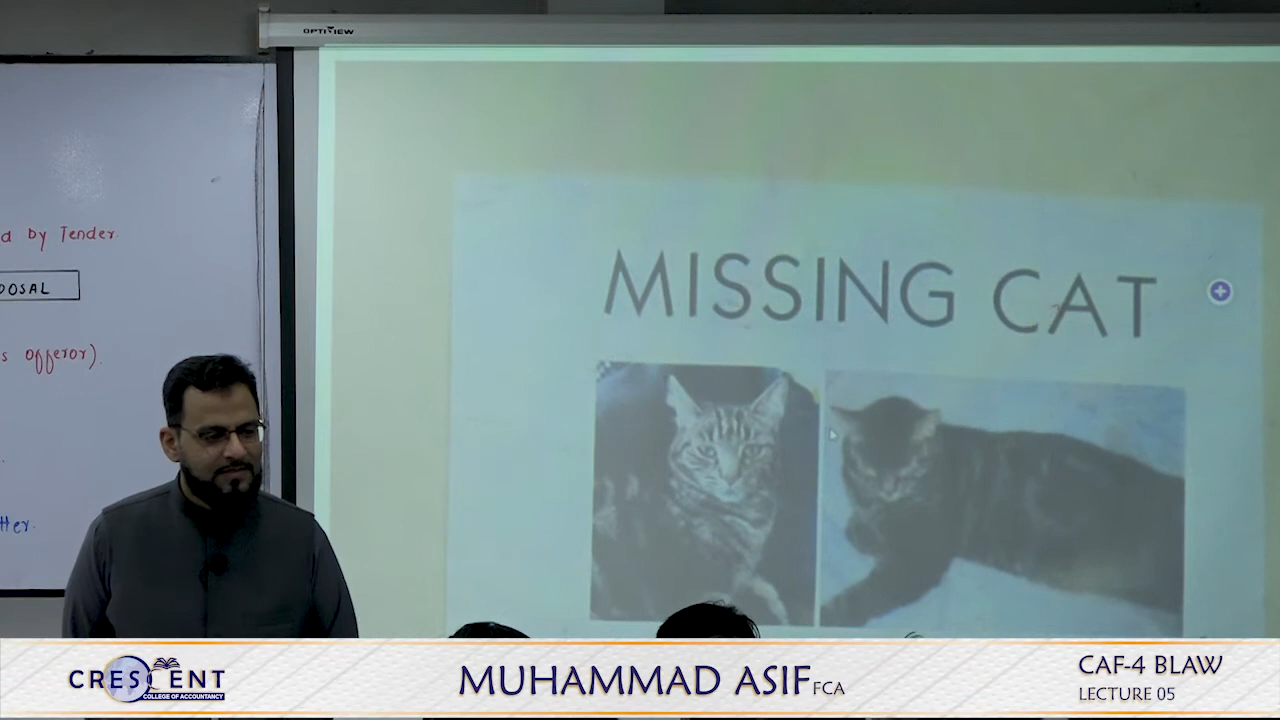 OPTIVIEW
d by Tender.
OSAL
s offeror).
tter.
MISSING CAT
CRESCENT
COLLEGE OF ACCOUNTANCY
MUHAMMAD ASIF FCA
CAF-4 BLAW
LECTURE 05